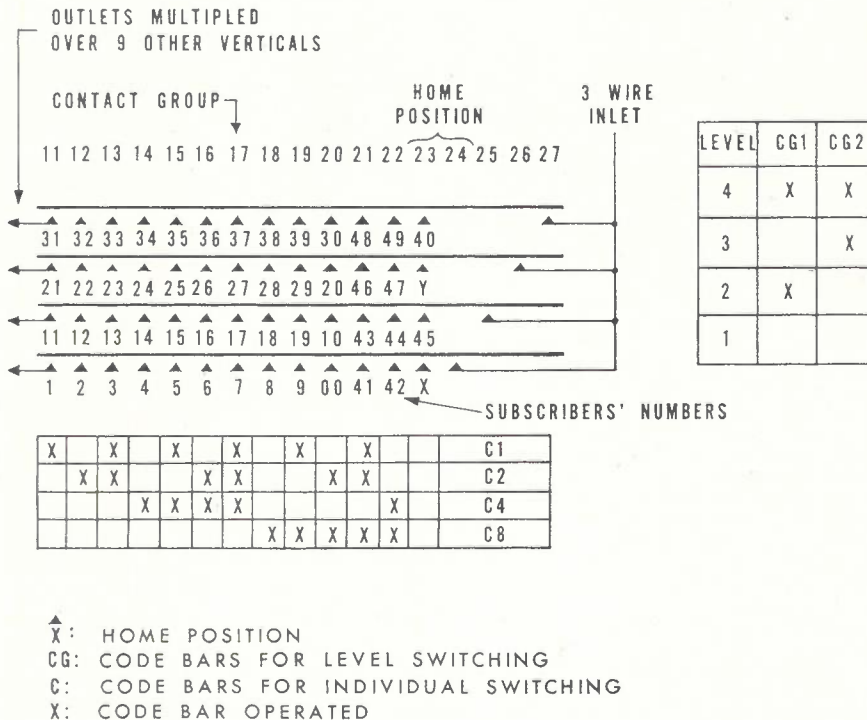 OUTLETS MULTIPLED
OVER 9 OTHER VERTICALS
CONTACT GROUP
HOME
POSITION
3 WIRE
INLET
11 12 13 14 15 16 17 18 19 20 21 22 23 24 25 26 27
31 32 33 34 35 36 37 38 39 30 48 49 40
21 22 23 24 25 26 27 28 29 20 46 47 Y
11 12 13 14 15 16 17 18 19 10 43 44 45
1 2 3 4 5 6 7 8 9 00 41 42 X
SUBSCRIBERS' NUMBERS
LEVEL CG1 CG2
4 X X
3 X
2 X
1
X X X X X X C1
X X X X X X C2
X X X X X C4
X X X X X C8
X: HOME POSITION
CG: CODE BARS FOR LEVEL SWITCHING
C: CODE BARS FOR INDIVIDUAL SWITCHING
X: CODE BAR OPERATED